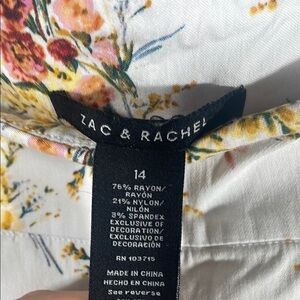 ZAC & RACHEL
14
76% RAYON/
RAYÓN
21% NYLON/
NILÓN
3% SPANDEX
EXCLUSIVE OF
DECORATION/
EXCLUSIVO DE
DECORACIÓN
RN 103715
MADE IN CHINA
HECHO EN CHINA
See reverse